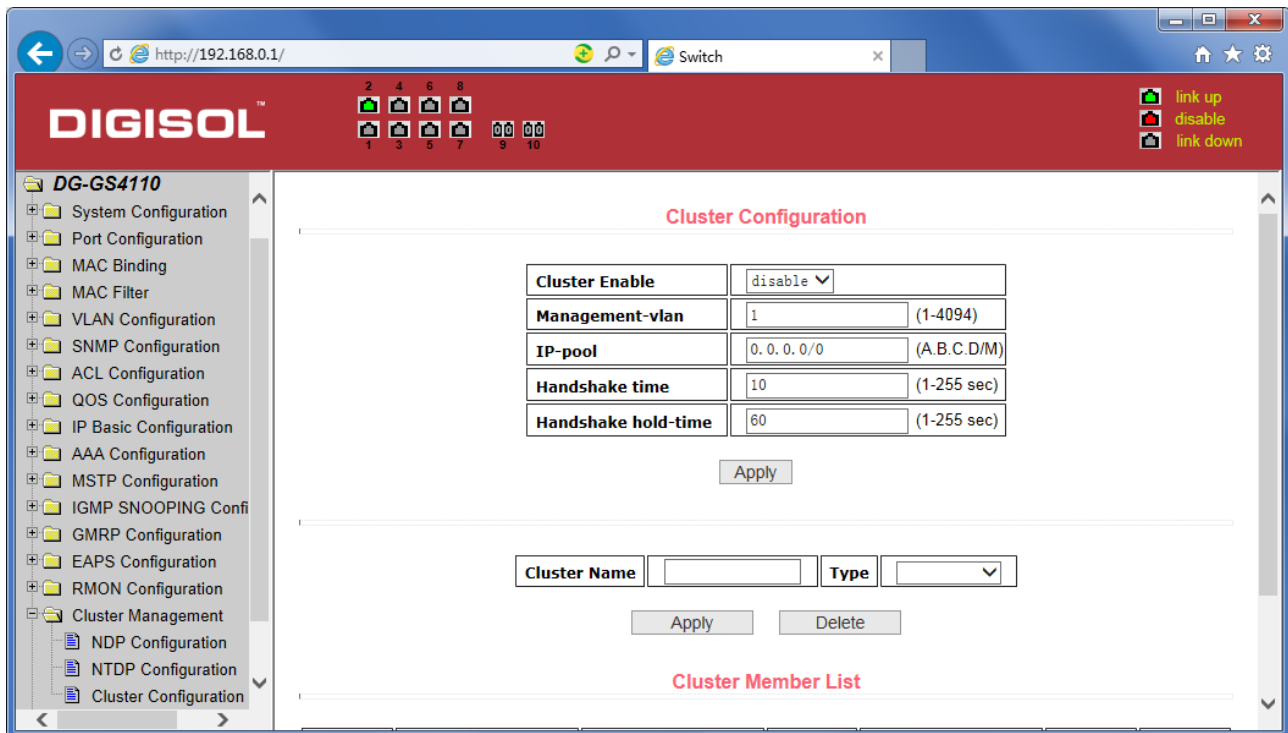 http://192.168.0.1/
Switch
DIGISOL™
2 4 6 8
1 3 5 7 9 10
link up
disable
link down
DG-GS4110
System Configuration
Port Configuration
MAC Binding
MAC Filter
VLAN Configuration
SNMP Configuration
ACL Configuration
QOS Configuration
IP Basic Configuration
AAA Configuration
MSTP Configuration
IGMP SNOOPING Confi
GMRP Configuration
EAPS Configuration
RMON Configuration
Cluster Management
NDP Configuration
NTDP Configuration
Cluster Configuration
Cluster Configuration
Cluster Enable disable
Management-vlan 1 (1-4094)
IP-pool 0.0.0.0/0 (A.B.C.D/M)
Handshake time 10 (1-255 sec)
Handshake hold-time 60 (1-255 sec)
Apply
Cluster Name Type
Apply Delete
Cluster Member List